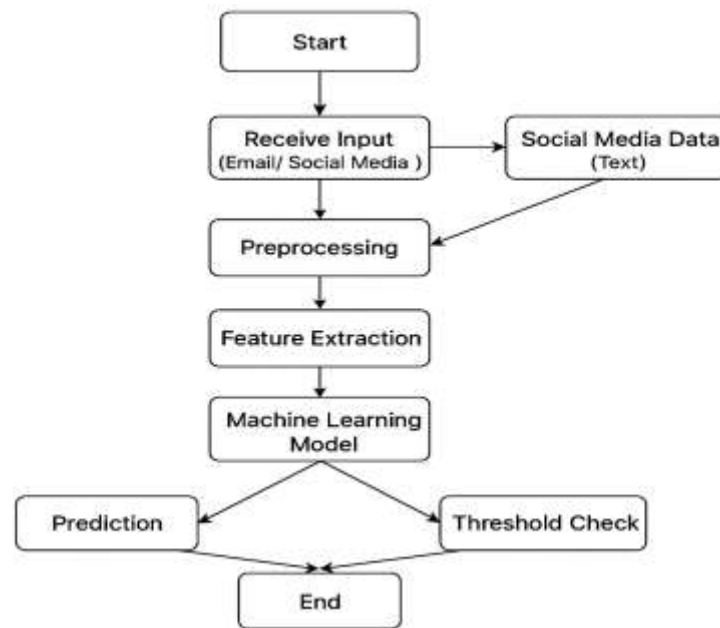 Start
Receive Input
(Email/ Social Media )
Social Media Data
(Text)
Preprocessing
Feature Extraction
Machine Learning
Model
Prediction
Threshold Check
End